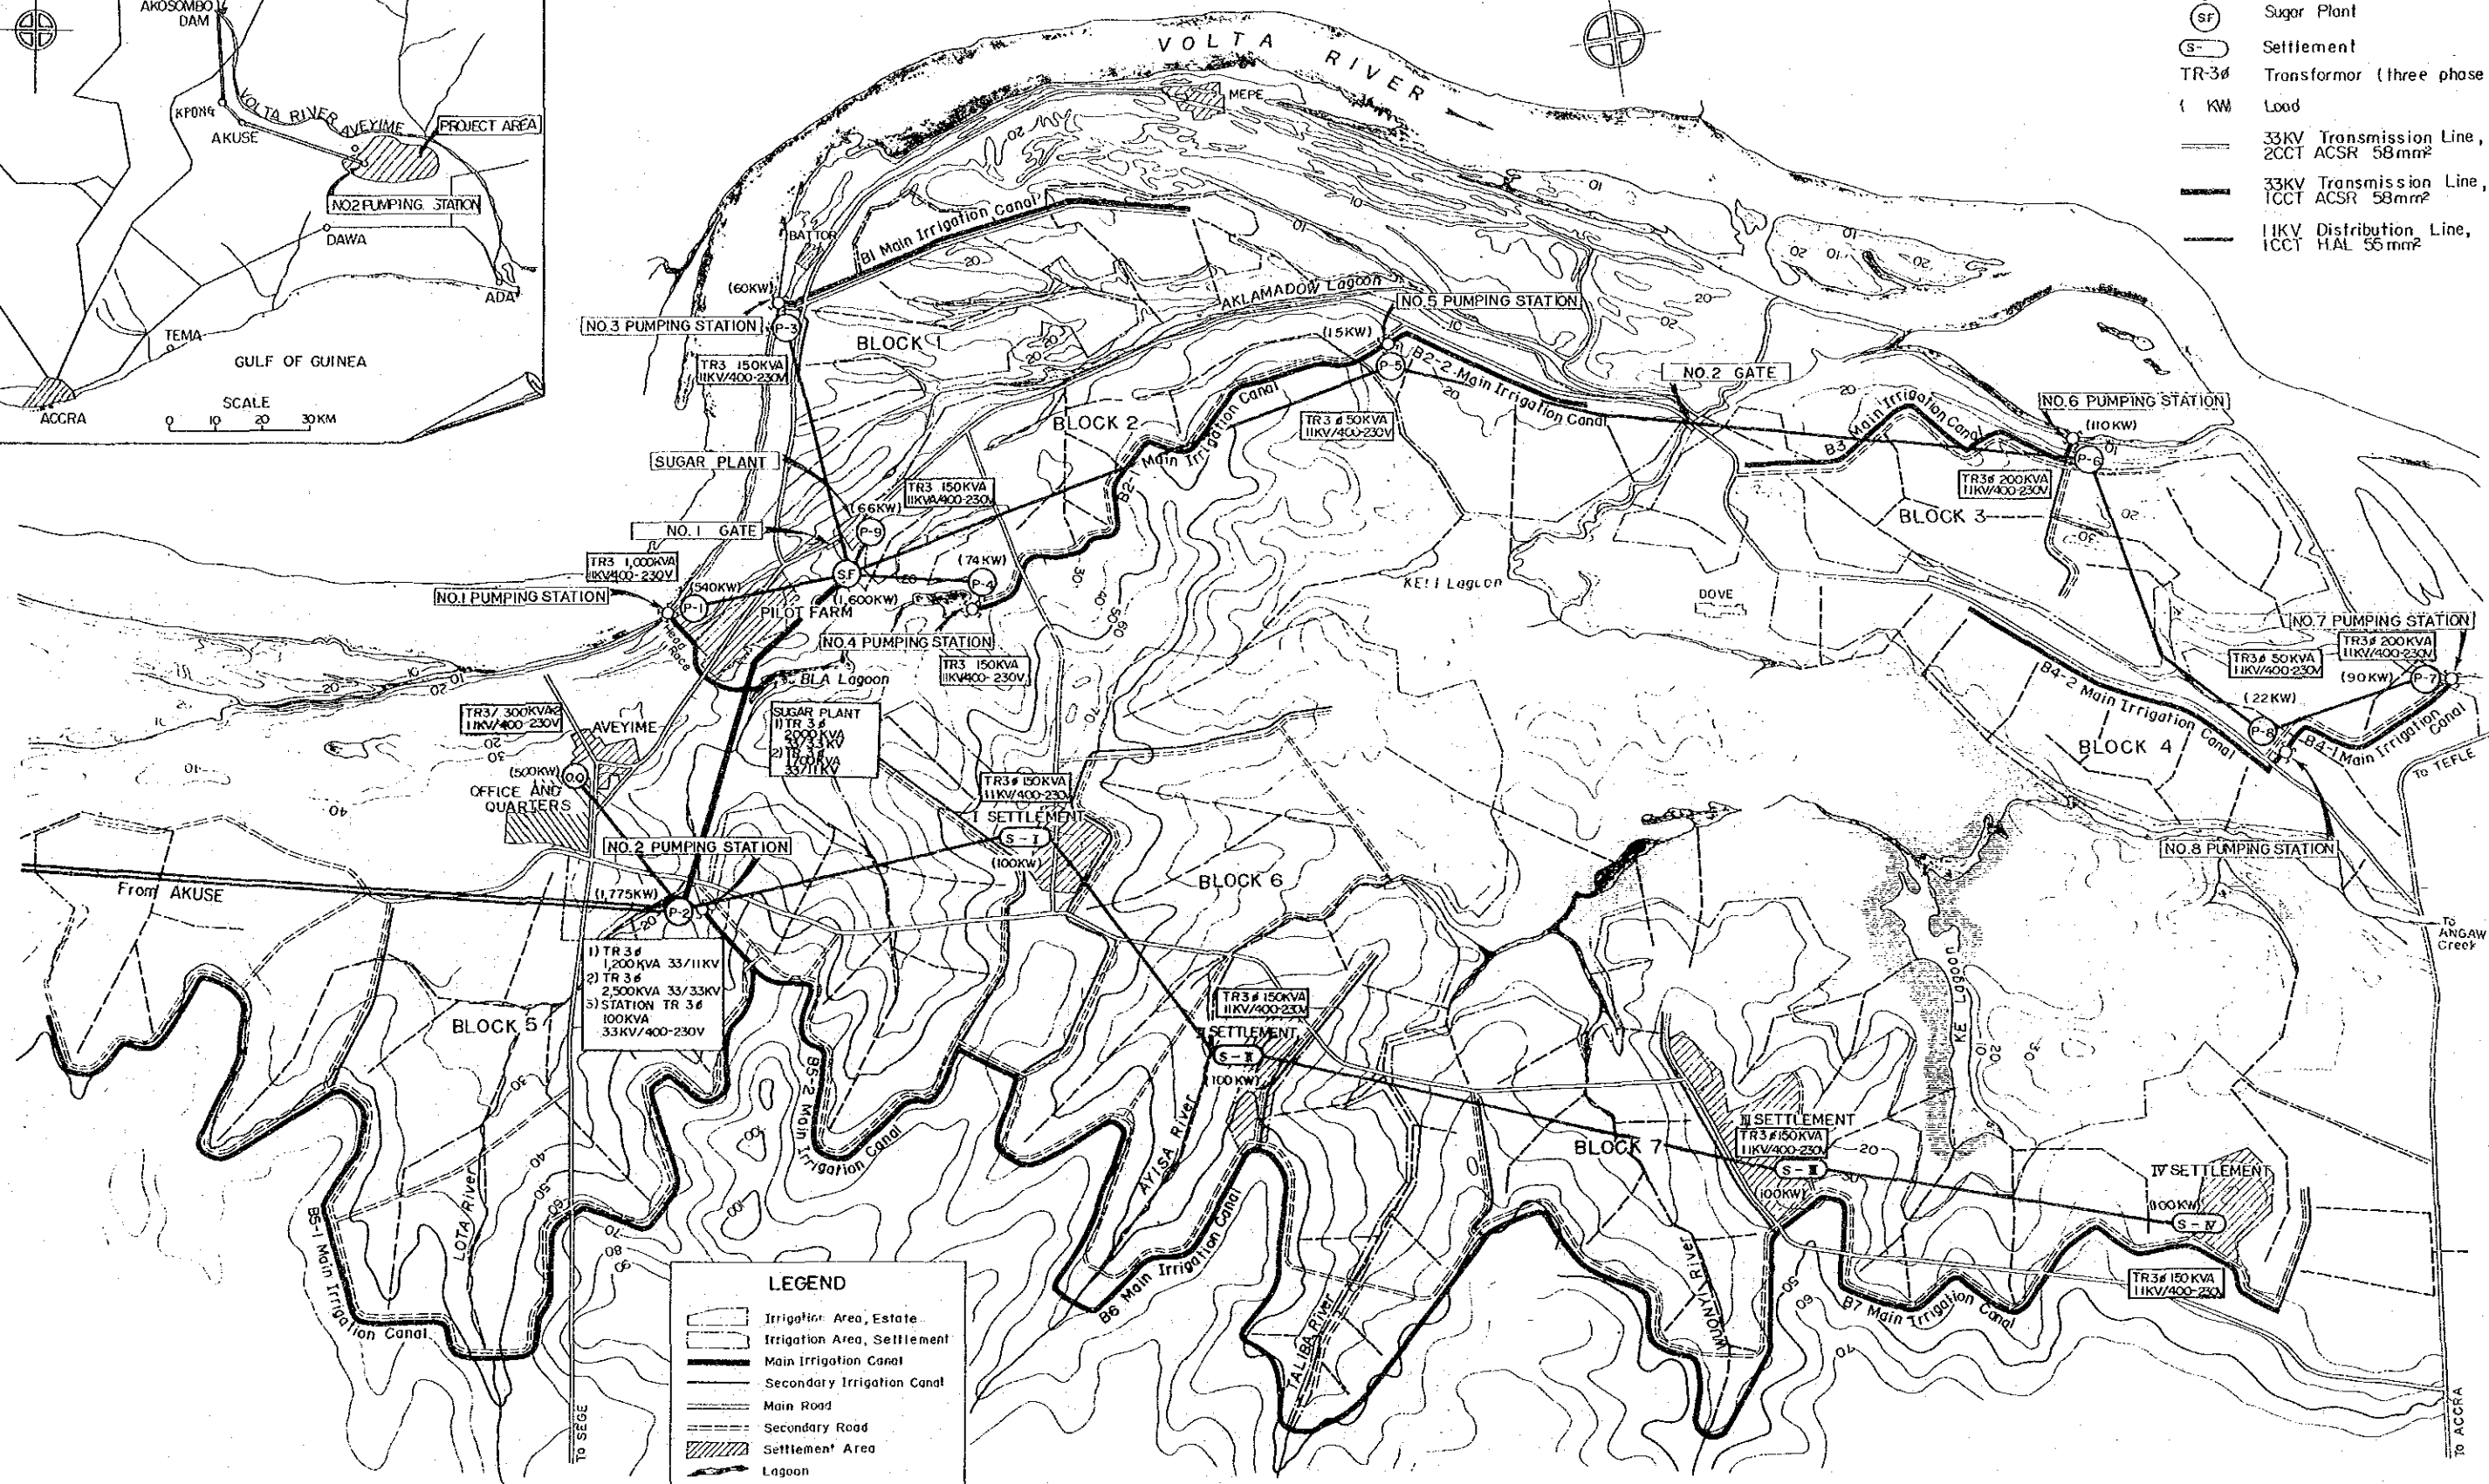 AKOSOMBO
DAM
KPONG
VOLTA RIVER
AKUSE
AVEYIME
PROJECT AREA
NO2 PUMPING. STATION
DAWA
ADA
TEMA
GULF OF GUINEA
ACCRA
SCALE
0 10 20 30KM
SF Sugar Plant
S- Settlement
TR-3ø Transformor (three phase
( KW Load
33KV Transmission Line,
2CCT ACSR 58mm²
33KV Transmission Line,
1CCT ACSR 58mm²
11KV Distribution Line,
1CCT HAL 55mm²
VOLTA RIVER
MEPE
BATTOR
B1 Main Irrigation Canal
(60KW)
NO.3 PUMPING STATION
P-3
TR3 150KVA
11KV/400-230V
BLOCK 1
AKLAMADOW Lagoon
NO.5 PUMPING STATION
(15KW)
P-5
B2-2 Main Irrigation Canal
TR3ø 50KVA
11KV/400-230V
NO.2 GATE
BLOCK 2
B2-1 Main Irrigation Canal
B3 Main Irrigation Canal
NO.6 PUMPING STATION
(110KW)
P-6
TR3ø 200KVA
11KV/400-230V
BLOCK 3
SUGAR PLANT
TR3 150KVA
11KVA/400-230V
(66KW)
P-9
NO.1 GATE
TR3 1,000KVA
11KV/400-230V
(540KW)
NO.1 PUMPING STATION
P-1
SF
(1,600KW)
(74KW)
P-4
PILOT FARM
Head Race
NO.4 PUMPING STATION
TR3 150KVA
11KV/400-230V
BLA Lagoon
KETI Lagoon
DOVE
NO.7 PUMPING STATION
TR3ø 200KVA
11KV/400-230V
TR3ø 50KVA
11KV/400-230V
(90KW)
P-7
(22KW)
P-8
B4-2 Main Irrigation Canal
B4-1 Main Irrigation Canal
BLOCK 4
To TEFLE
NO.8 PUMPING STATION
TR3/ 300KVA
11KV/400-230V
AVEYIME
(500KW)
O.Q
OFFICE AND
QUARTERS
SUGAR PLANT
1) TR 3ø
2000KVA
33/33KV
2) TR 3ø
1700KVA
33/11KV
TR3ø 150KVA
11KV/400-230V
I SETTLEMENT
S-I
(100KW)
NO.2 PUMPING STATION
From AKUSE
(1,775KW)
P-2
1) TR 3ø
1,200KVA 33/11KV
2) TR 3ø
2,500KVA 33/33KV
3) STATION TR 3ø
100KVA
33KV/400-230V
BLOCK 6
BLOCK 5
TR3ø 150KVA
11KV/400-230V
II SETTLEMENT
S-II
(100KW)
KE Lagoon
To
ANGAW
Creek
B5-2 Main Irrigation Canal
AYISA River
BLOCK 7
III SETTLEMENT
TR3ø 150KVA
11KV/400-230V
S-III
(100KW)
IV SETTLEMENT
(100KW)
S-IV
TR3ø 150KVA
11KV/400-230V
LOTA River
B5-1 Main Irrigation Canal
B6 Main Irrigation Canal
TALIBA River
NUONYI River
B7 Main Irrigation Canal
To SEGE
To ACCRA
LEGEND
Irrigation Area, Estate
Irrigation Area, Settlement
Main Irrigation Canal
Secondary Irrigation Canal
Main Road
Secondary Road
Settlement Area
Lagoon